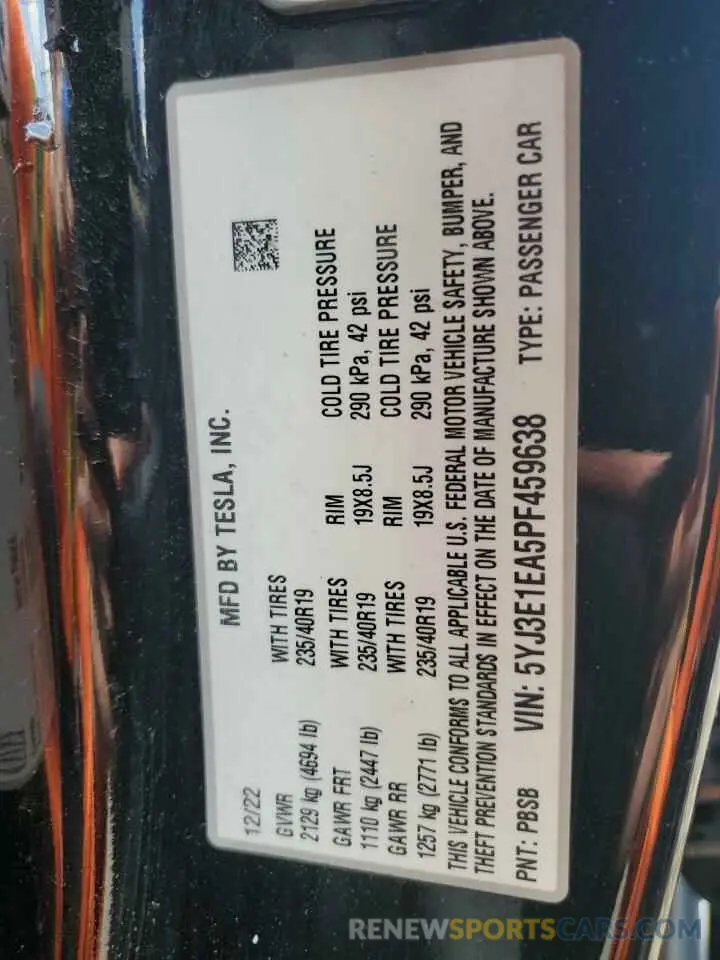 MFD BY TESLA, INC.
12/22
GVWR WITH TIRES
2129 kg (4694 lb) 235/40R19
GAWR FRT WITH TIRES RIM COLD TIRE PRESSURE
1110 kg (2447 lb) 235/40R19 19X8.5J 290 kPa, 42 psi
GAWR RR WITH TIRES RIM COLD TIRE PRESSURE
1257 kg (2771 lb) 235/40R19 19X8.5J 290 kPa, 42 psi
THIS VEHICLE CONFORMS TO ALL APPLICABLE U.S. FEDERAL MOTOR VEHICLE SAFETY, BUMPER, AND
THEFT PREVENTION STANDARDS IN EFFECT ON THE DATE OF MANUFACTURE SHOWN ABOVE.
PNT: PBSB VIN: 5YJ3E1EA5PF459638 TYPE: PASSENGER CAR
RENEWSPORTSCARS.COM